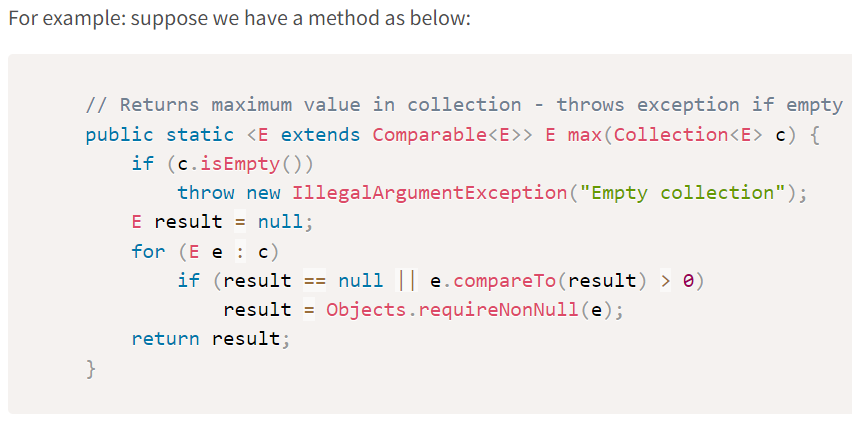 For example: suppose we have a method as below:
// Returns maximum value in collection - throws exception if empty
public static <E extends Comparable<E>> E max(Collection<E> c) {
if (c.isEmpty())
throw new IllegalArgumentException("Empty collection");
E result = null;
for (E e : c)
if (result == null || e.compareTo(result) > 0)
result = Objects.requireNonNull(e);
return result;
}